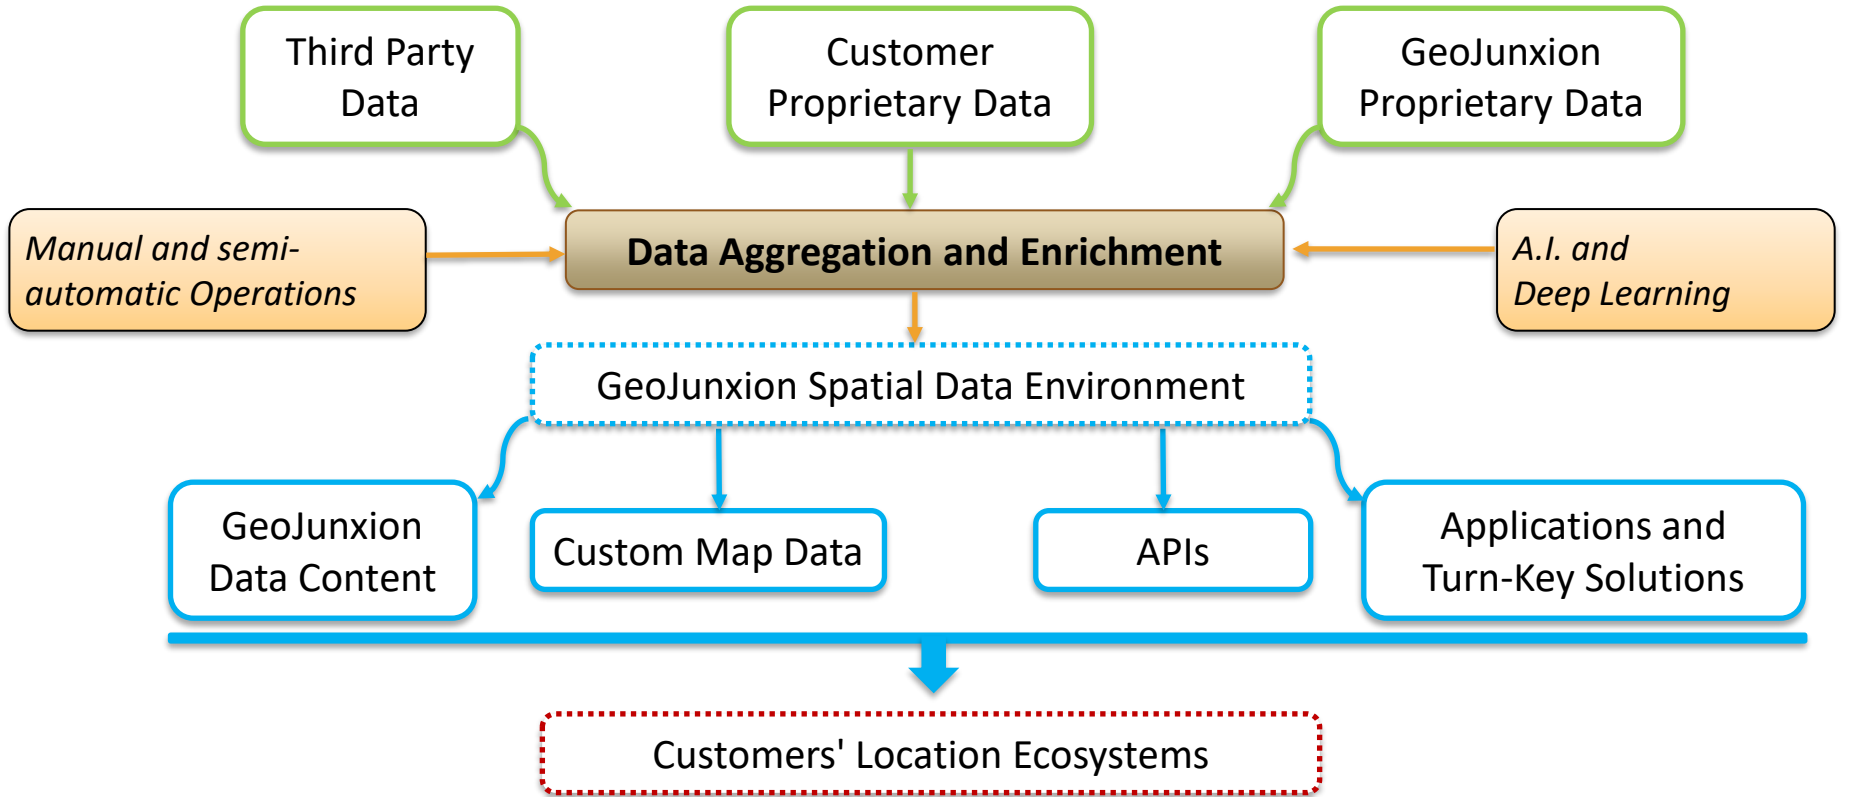 Third Party
Data
Customer
Proprietary Data
GeoJunxion
Proprietary Data
Manual and semi-
automatic Operations
Data Aggregation and Enrichment
A.I. and
Deep Learning
GeoJunxion Spatial Data Environment
GeoJunxion
Data Content
Custom Map Data
APIs
Applications and
Turn-Key Solutions
Customers' Location Ecosystems